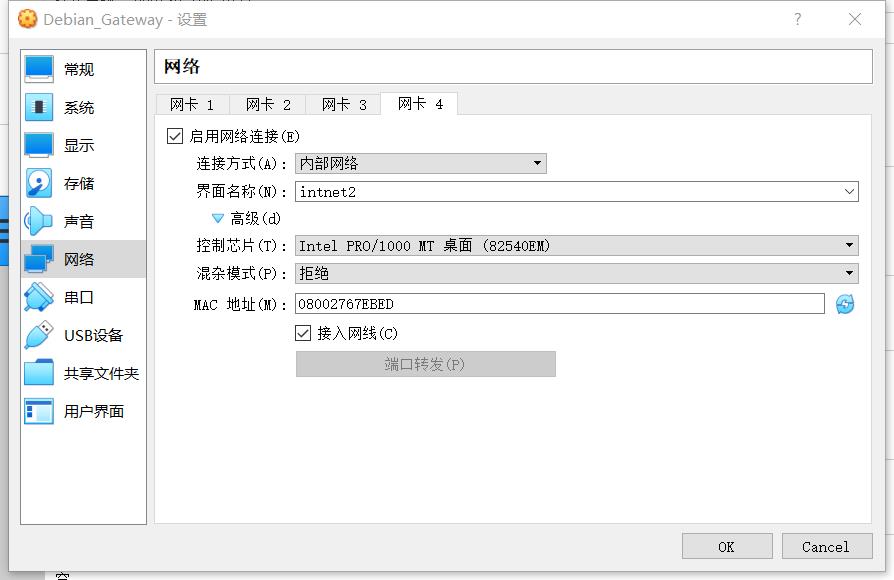 Debian_Gateway - 设置
?
常规
系统
显示
存储
声音
网络
串口
USB设备
共享文件夹
用户界面
网络
网卡 1 网卡 2 网卡 3 网卡 4
启用网络连接(E)
连接方式(A): 内部网络
界面名称(N): intnet2
高级(d)
控制芯片(T): Intel PRO/1000 MT 桌面 (82540EM)
混杂模式(P): 拒绝
MAC 地址(M): 08002767EBED
接入网线(C)
端口转发(P)
OK Cancel